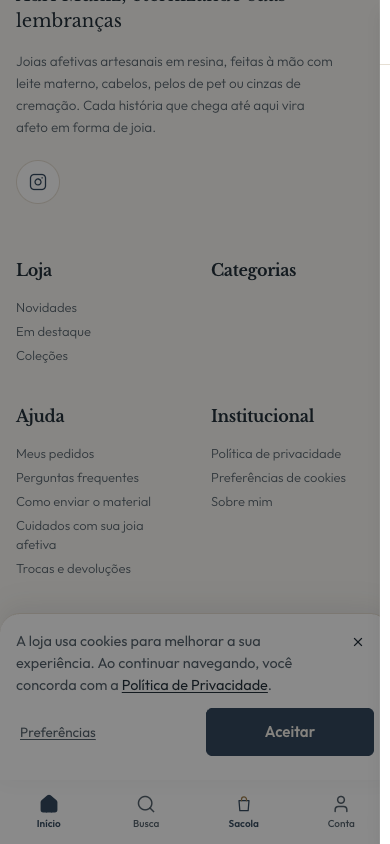 lembranças
Joias afetivas artesanais em resina, feitas à mão com
leite materno, cabelos, pelos de pet ou cinzas de
cremação. Cada história que chega até aqui vira
afeto em forma de joia.
Loja
Novidades
Em destaque
Coleções
Categorias
Ajuda
Meus pedidos
Perguntas frequentes
Como enviar o material
Cuidados com sua joia
afetiva
Trocas e devoluções
Institucional
Política de privacidade
Preferências de cookies
Sobre mim
A loja usa cookies para melhorar a sua
experiência. Ao continuar navegando, você
concorda com a Política de Privacidade.
Preferências
Aceitar
Início
Busca
Sacola
Conta